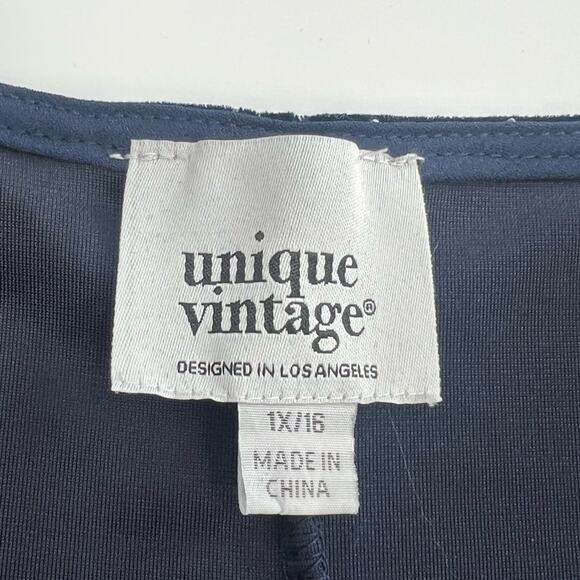 unique
vintage®
DESIGNED IN LOS ANGELES
1X/16
MADE IN
CHINA